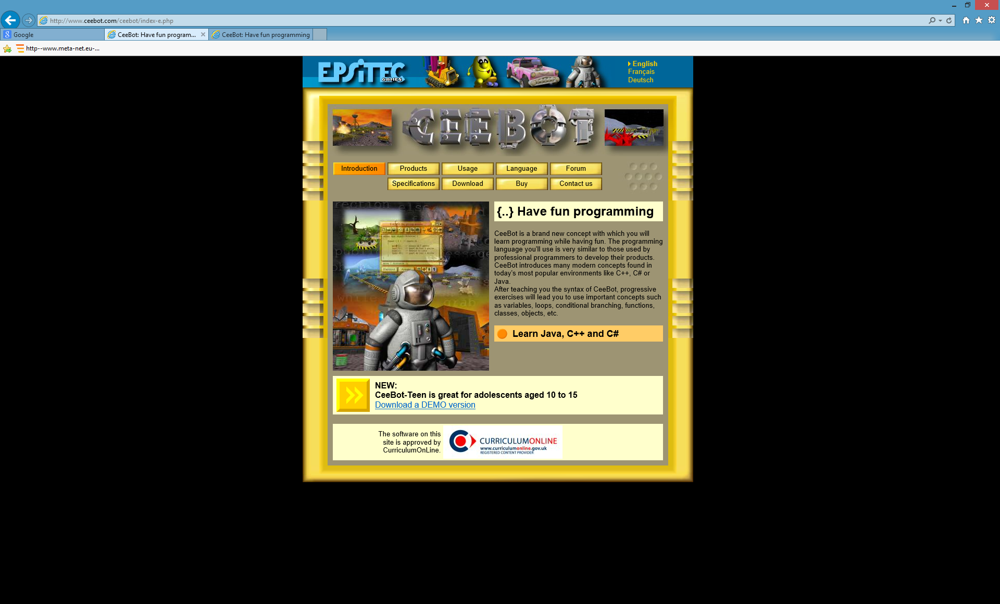 http://www.ceebot.com/ceebot/index-e.php
Google
CeeBot: Have fun program...
CeeBot: Have fun programming
http--www.meta-net.eu-...
EPSITEC
GAMES
English
Français
Deutsch
CEEBOT
Introduction
Products
Usage
Language
Forum
Specifications
Download
Buy
Contact us
{..} Have fun programming
CeeBot is a brand new concept with which you will
learn programming while having fun. The programming
language you'll use is very similar to those used by
professional programmers to develop their products.
CeeBot introduces many modern concepts found in
today's most popular environments like C++, C# or
Java.
After teaching you the syntax of CeeBot, progressive
exercises will lead you to use important concepts such
as variables, loops, conditional branching, functions,
classes, objects, etc.
Learn Java, C++ and C#
NEW:
CeeBot-Teen is great for adolescents aged 10 to 15
Download a DEMO version
The software on this
site is approved by
CurriculumOnLine.
CURRICULUMONLINE
www.curriculumonline.gov.uk
REGISTERED CONTENT PROVIDER